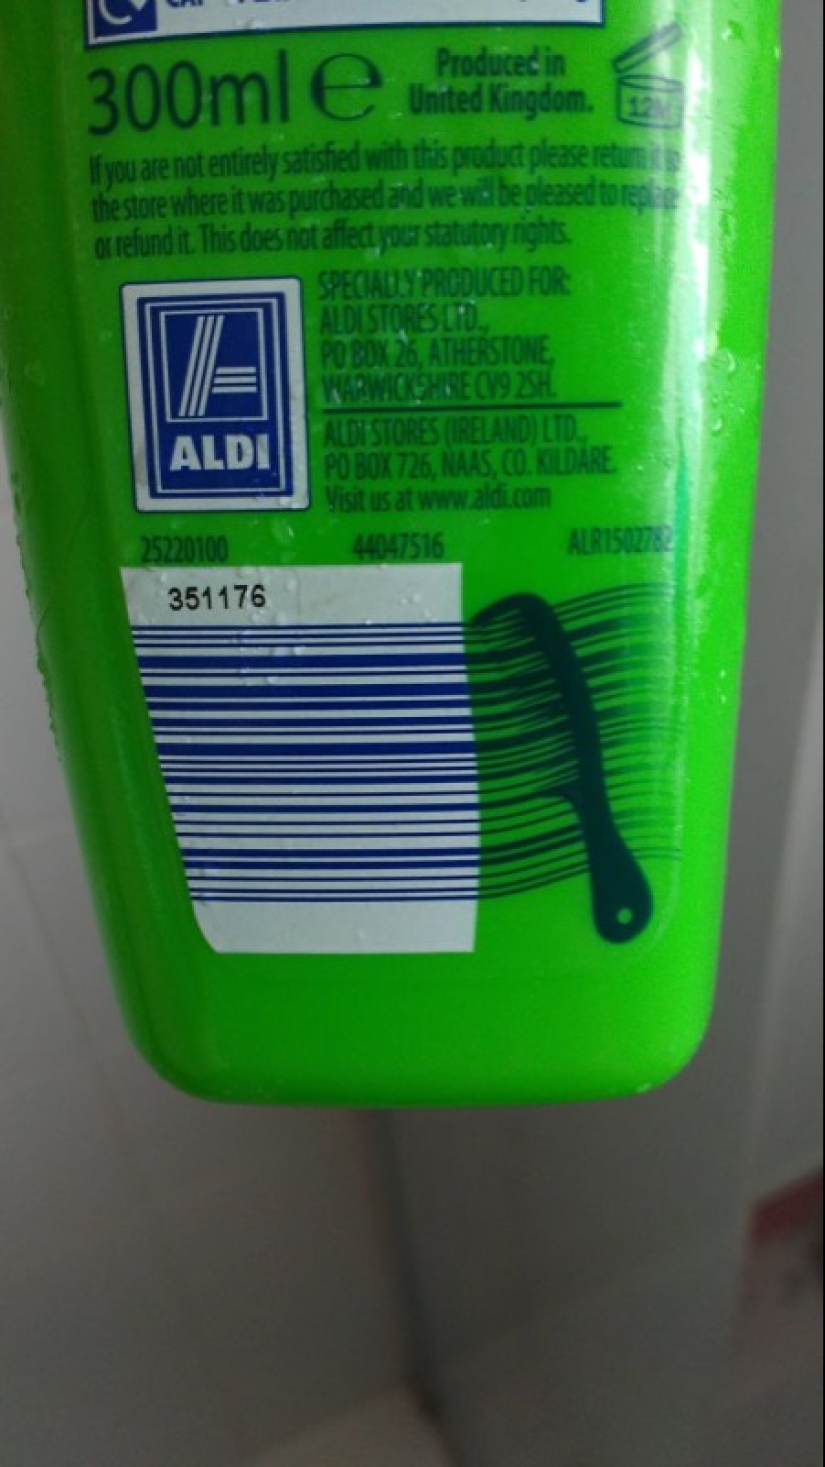 300ml e
Produced in
United Kingdom.
12M
If you are not entirely satisfied with this product please return it to
the store where it was purchased and we will be pleased to replace
or refund it. This does not affect your statutory rights.
ALDI
SPECIALLY PRODUCED FOR:
ALDI STORES LTD.,
PO BOX 26, ATHERSTONE,
WARWICKSHIRE CV9 2SH.
ALDI STORES (IRELAND) LTD.,
PO BOX 726, NAAS, CO. KILDARE.
Visit us at www.aldi.com
25220100 44047516 ALR1502782
351176